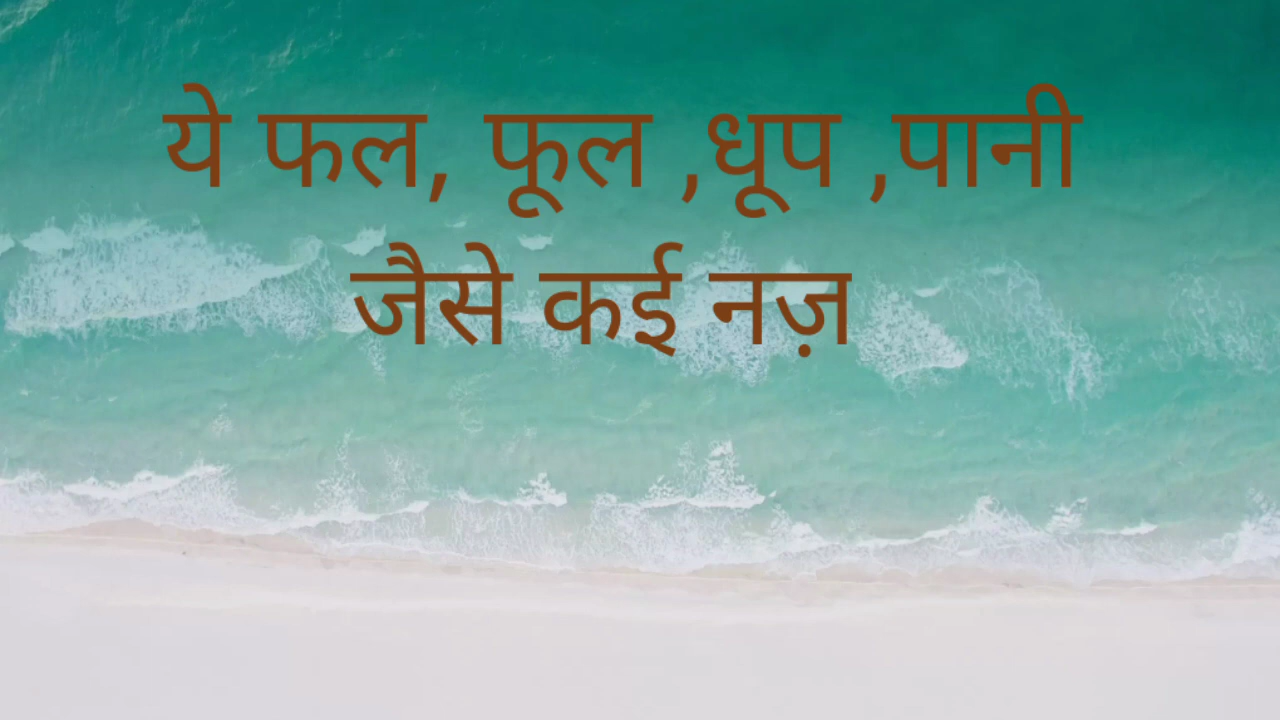 ये फल, फूल ,धूप ,पानी
जैसे कई नज़